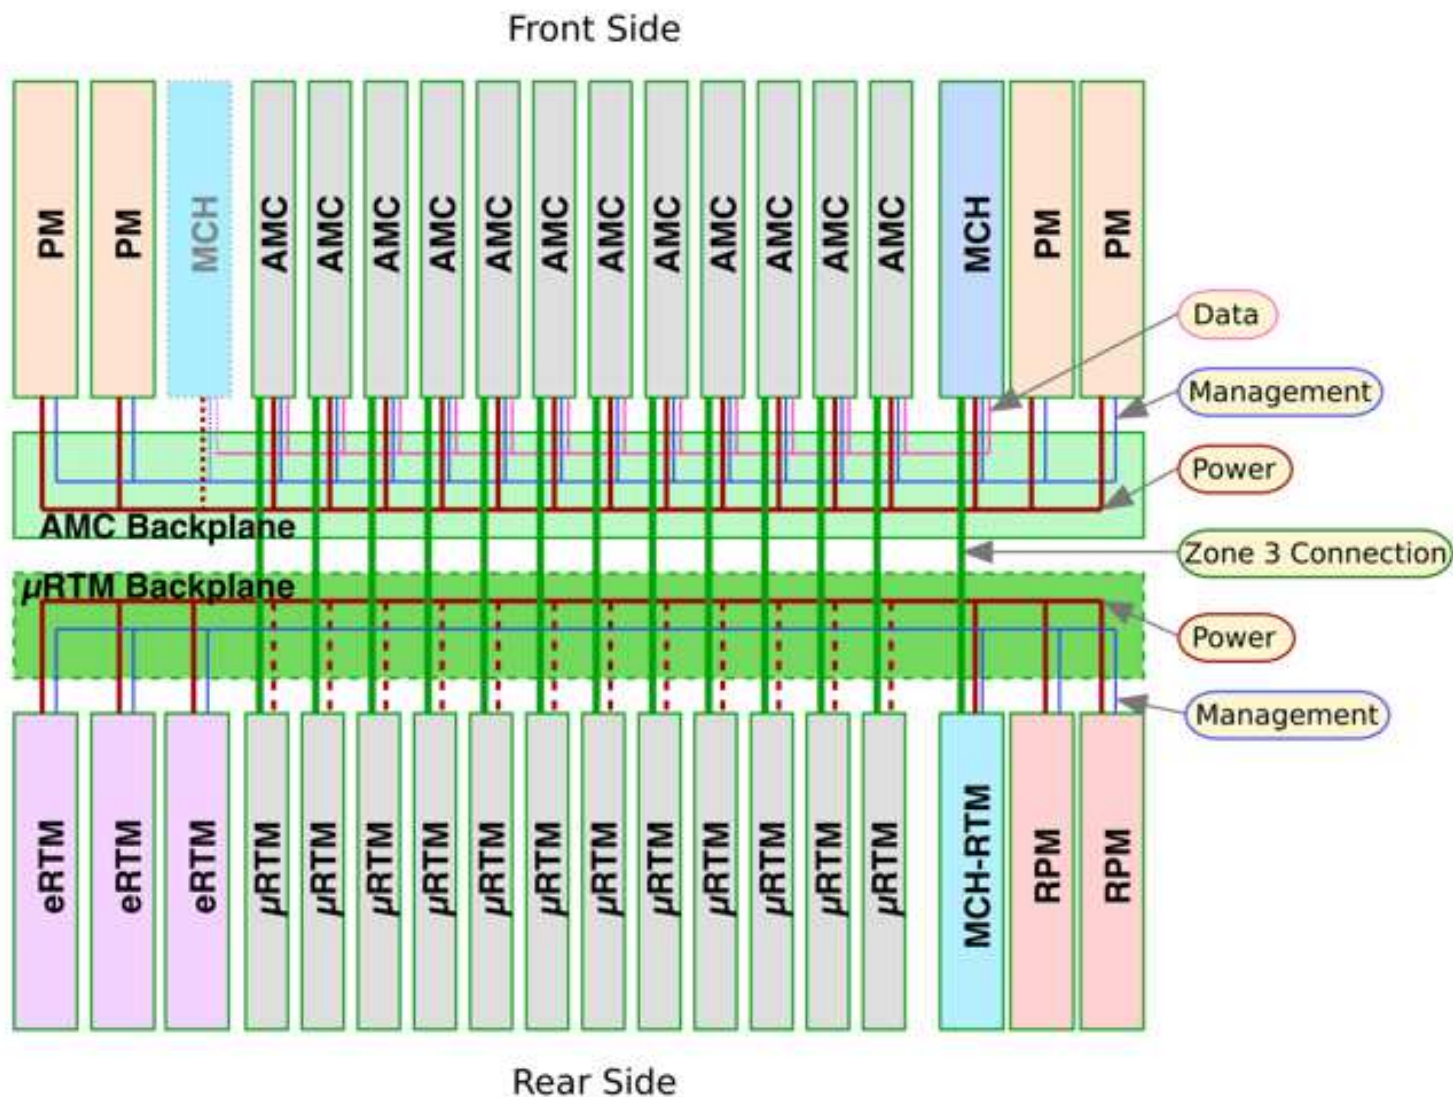 Front Side
PM
PM
MCH
AMC
AMC
AMC
AMC
AMC
AMC
AMC
AMC
AMC
AMC
AMC
AMC
MCH
PM
PM
Data
Management
Power
AMC Backplane
Zone 3 Connection
µRTM Backplane
Power
Management
eRTM
eRTM
eRTM
µRTM
µRTM
µRTM
µRTM
µRTM
µRTM
µRTM
µRTM
µRTM
µRTM
µRTM
µRTM
MCH-RTM
RPM
RPM
Rear Side